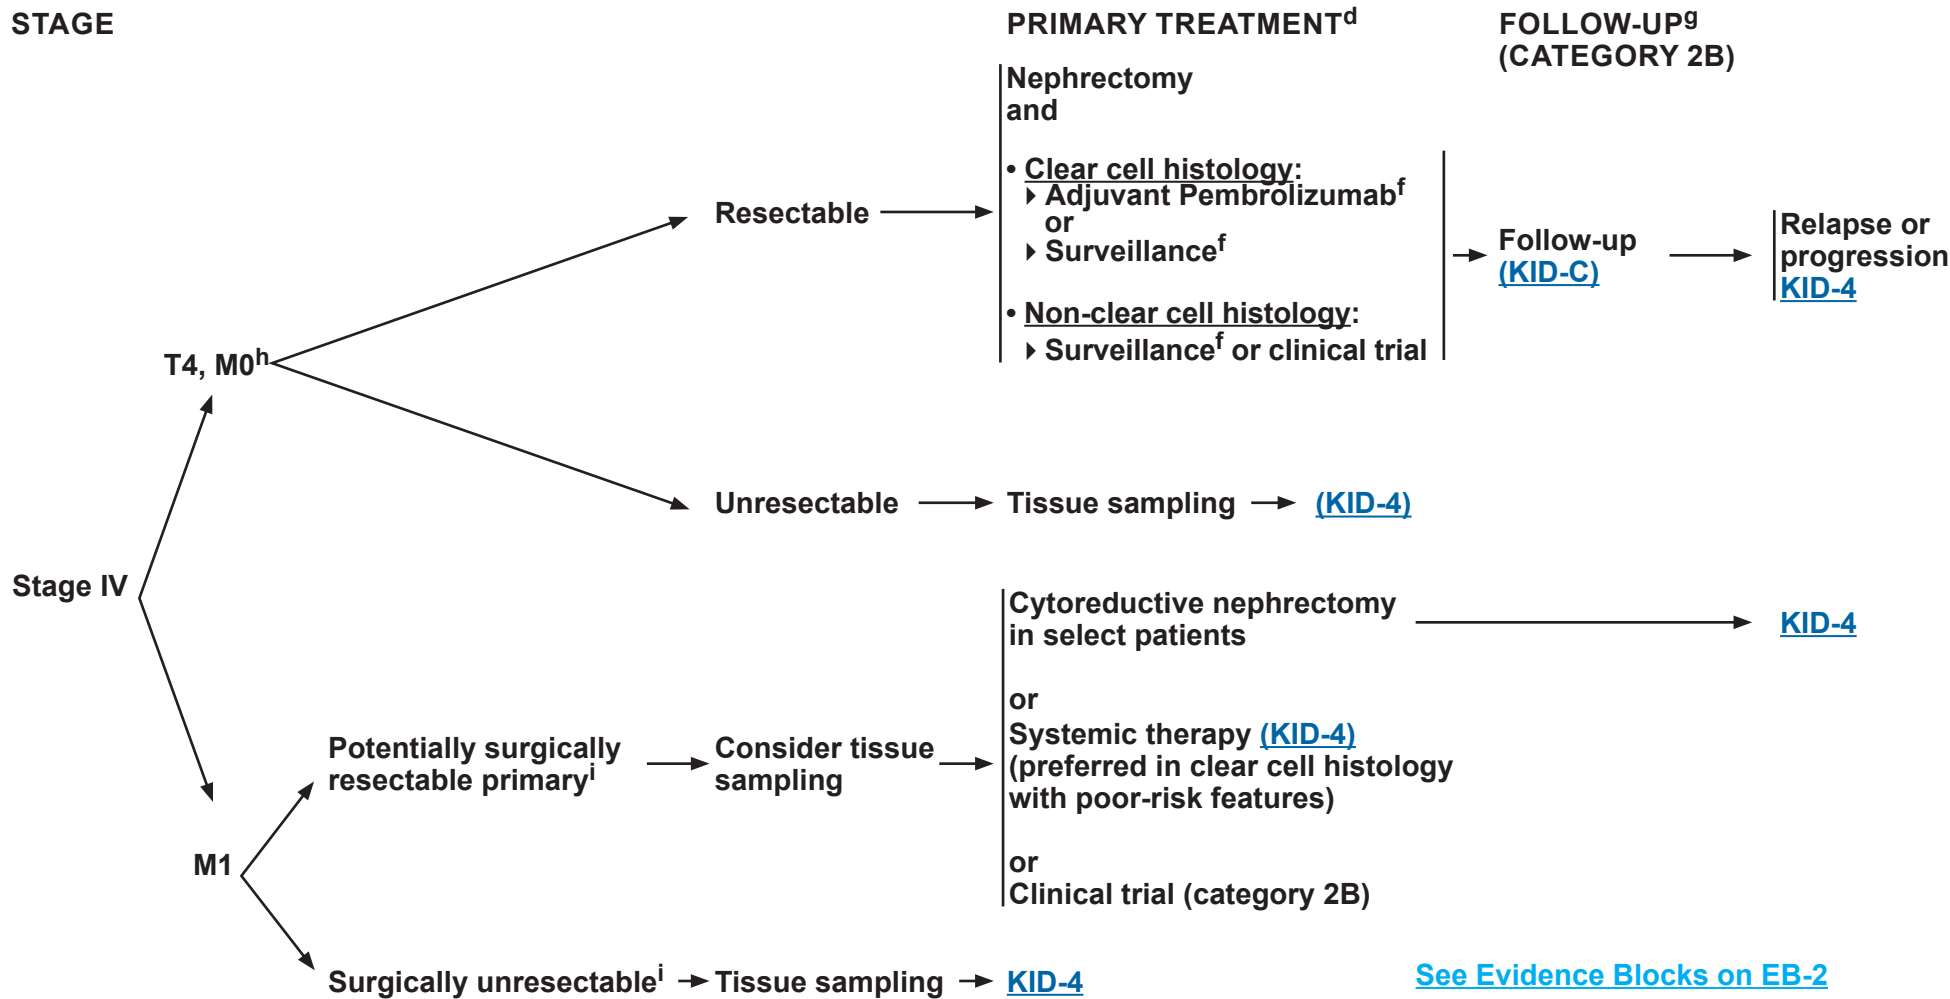 STAGE
PRIMARY TREATMENTᵈ
FOLLOW-UPᵍ
(CATEGORY 2B)
Nephrectomy
and
• Clear cell histology:
▸ Adjuvant Pembrolizumabᶠ
or
▸ Surveillanceᶠ
• Non-clear cell histology:
▸ Surveillanceᶠ or clinical trial
Resectable
Follow-up
(KID-C)
Relapse or
progression
KID-4
T4, M0ʰ
Unresectable
Tissue sampling
(KID-4)
Stage IV
Cytoreductive nephrectomy
in select patients
KID-4
or
Systemic therapy (KID-4)
(preferred in clear cell histology
with poor-risk features)
or
Clinical trial (category 2B)
Potentially surgically
resectable primaryⁱ
Consider tissue
sampling
M1
Surgically unresectableⁱ
Tissue sampling
KID-4
See Evidence Blocks on EB-2